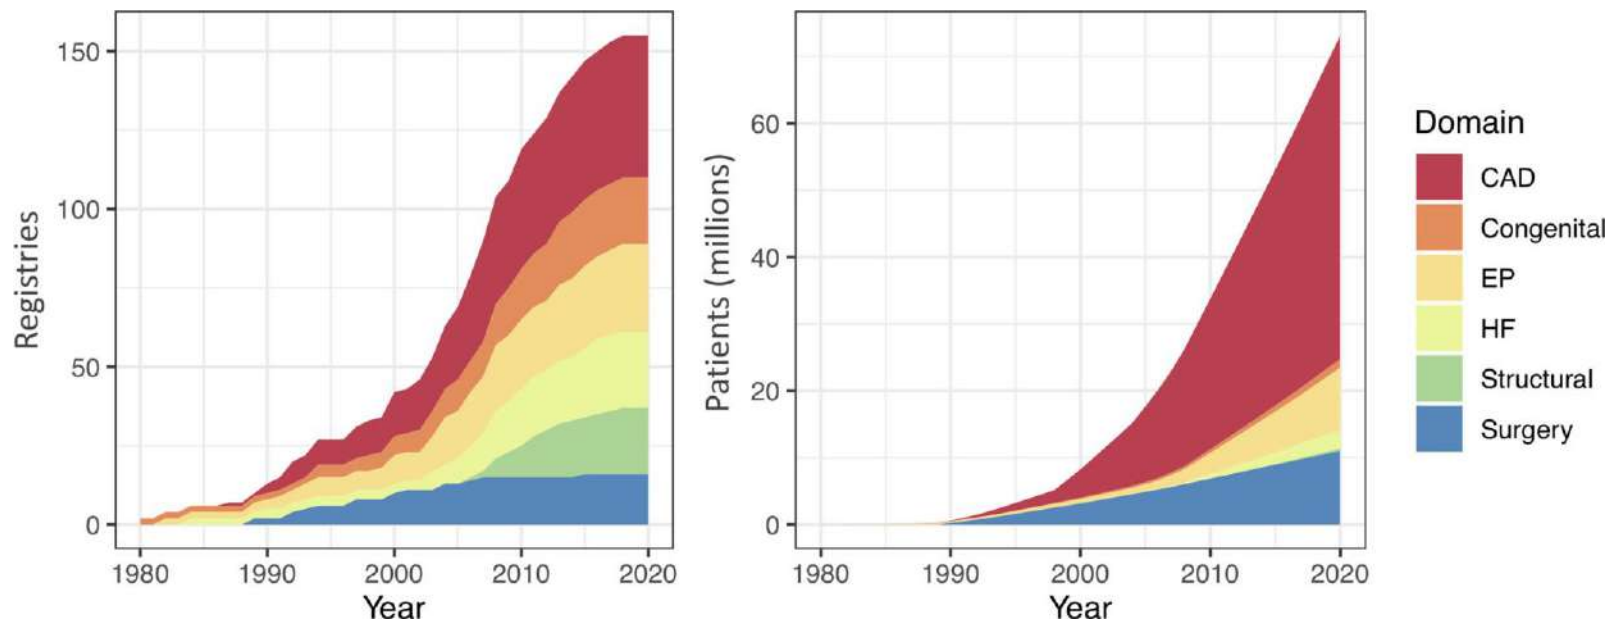 Registries
150
100
50
0
1980 1990 2000 2010 2020
Year
Patients (millions)
60
40
20
0
1980 1990 2000 2010 2020
Year
Domain
CAD
Congenital
EP
HF
Structural
Surgery